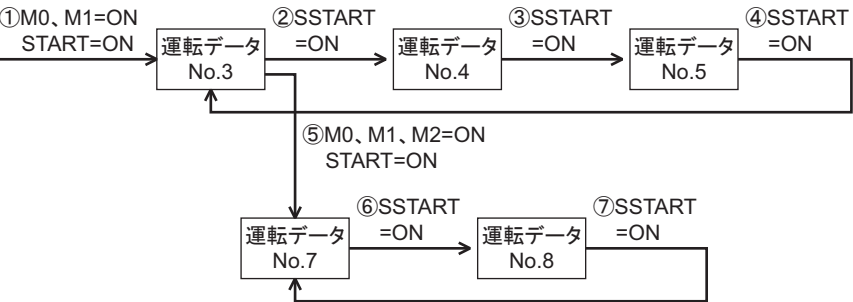 ①M0、M1=ON
START=ON
運転データ
No.3
②SSTART
=ON
運転データ
No.4
③SSTART
=ON
運転データ
No.5
④SSTART
=ON
⑤M0、M1、M2=ON
START=ON
運転データ
No.7
⑥SSTART
=ON
運転データ
No.8
⑦SSTART
=ON